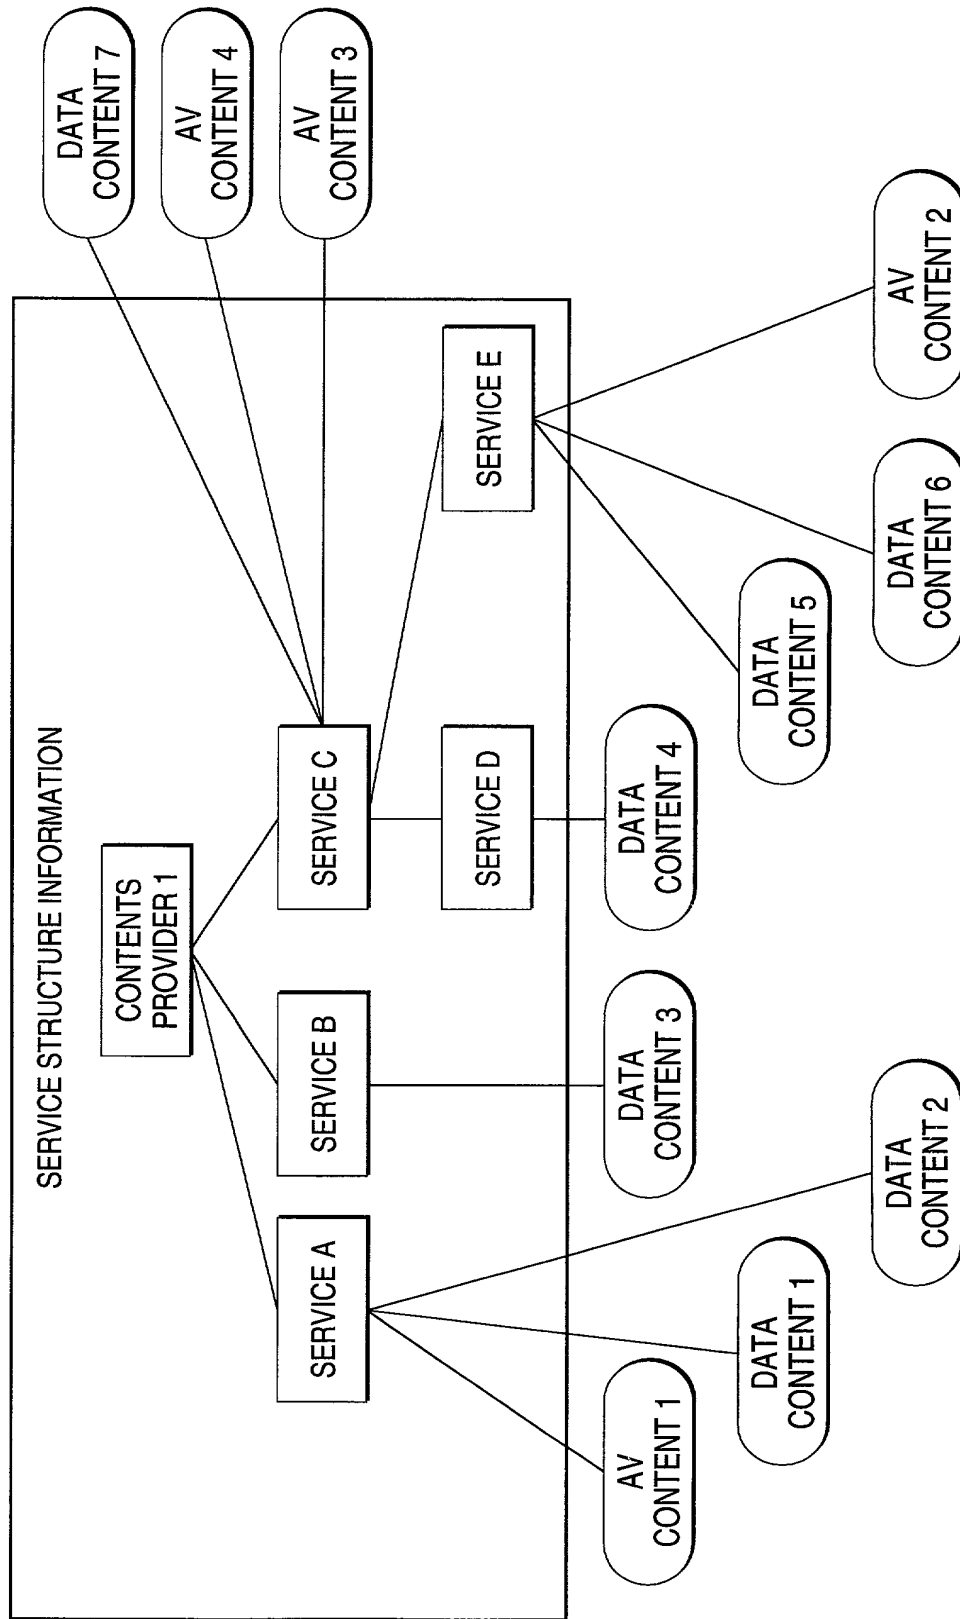 SERVICE STRUCTURE INFORMATION
CONTENTS
PROVIDER 1
SERVICE A
SERVICE B
SERVICE C
SERVICE D
SERVICE E
DATA
CONTENT 7
AV
CONTENT 4
AV
CONTENT 3
AV
CONTENT 1
DATA
CONTENT 1
DATA
CONTENT 2
DATA
CONTENT 3
DATA
CONTENT 4
DATA
CONTENT 5
DATA
CONTENT 6
AV
CONTENT 2